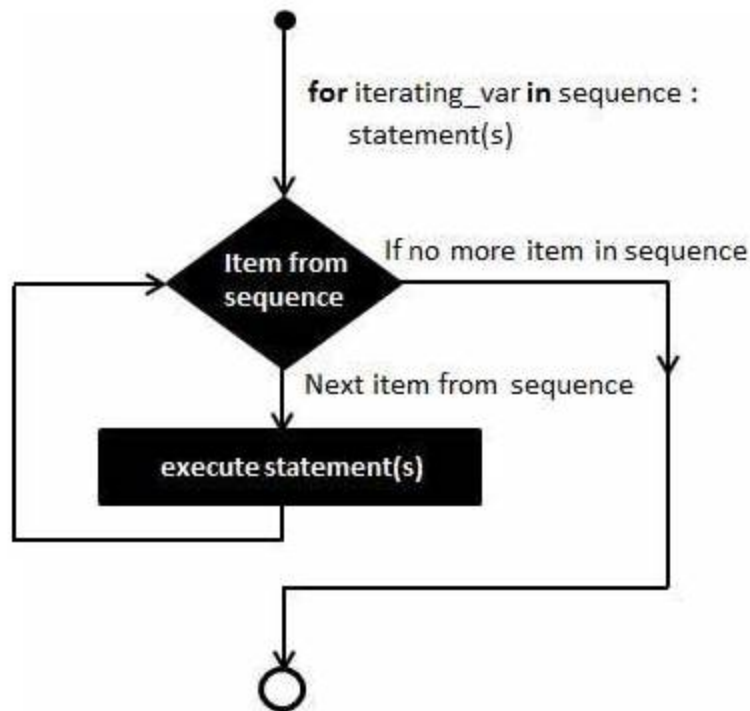 for iterating_var in sequence :
statement(s)
Item from
sequence
If no more item in sequence
Next item from sequence
execute statement(s)